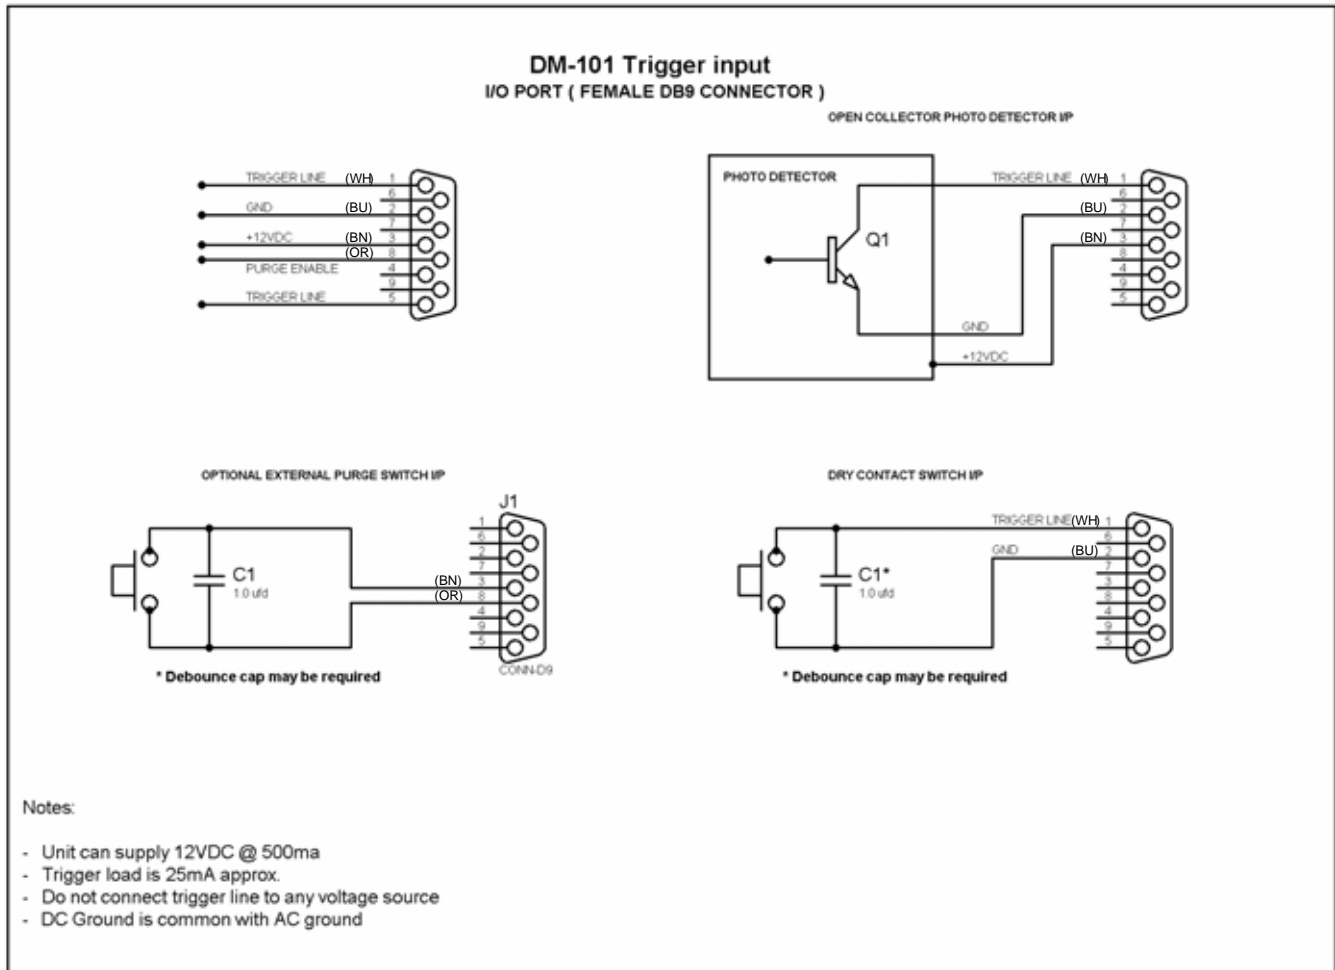 DM-101 Trigger input
I/O PORT ( FEMALE DB9 CONNECTOR )
TRIGGER LINE (WH) 1
6
GND (BU) 2
7
+12VDC (BN) 3
(OR) 8
PURGE ENABLE 4
9
TRIGGER LINE 5
OPEN COLLECTOR PHOTO DETECTOR I/P
PHOTO DETECTOR
Q1
TRIGGER LINE (WH) 1
6
(BU) 2
7
(BN) 3
8
4
9
5
GND
+12VDC
OPTIONAL EXTERNAL PURGE SWITCH I/P
J1
1
6
2
7
(BN) 3
(OR) 8
4
9
5
C1
1.0 ufd
CONN-D9
* Debounce cap may be required
DRY CONTACT SWITCH I/P
TRIGGER LINE (WH) 1
6
GND (BU) 2
7
3
8
4
9
5
C1*
1.0 ufd
* Debounce cap may be required
Notes:
- Unit can supply 12VDC @ 500ma
- Trigger load is 25mA approx.
- Do not connect trigger line to any voltage source
- DC Ground is common with AC ground